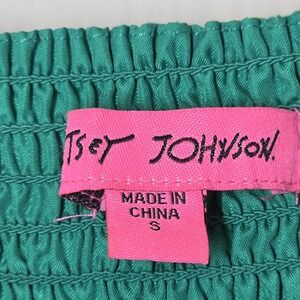 TSEY JOHNSON.
MADE IN
CHINA
S